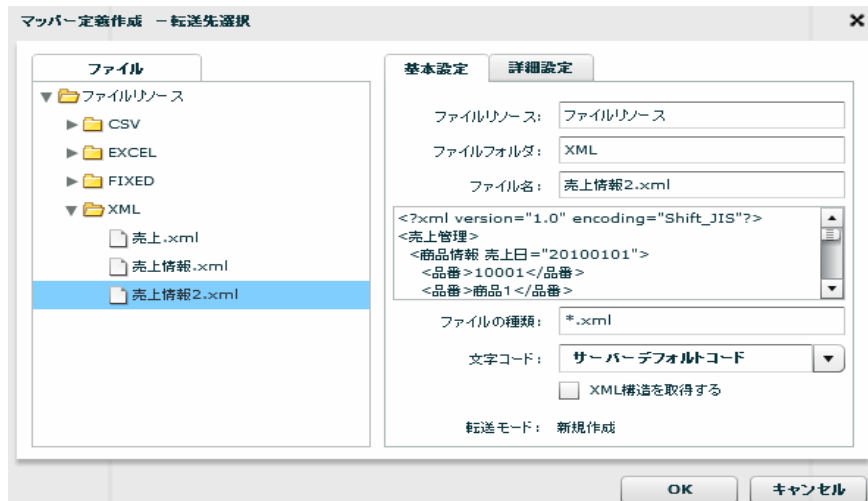 マッパー定義作成 －転送先選択
ファイル
ファイルリソース
CSV
EXCEL
FIXED
XML
売上.xml
売上情報.xml
売上情報2.xml
基本設定 詳細設定
ファイルリソース: ファイルリソース
ファイルフォルダ: XML
ファイル名: 売上情報2.xml
<?xml version="1.0" encoding="Shift_JIS"?>
<売上管理>
<商品情報 売上日="20100101">
<品番>10001</品番>
<品番>商品1</品番>
ファイルの種類: *.xml
文字コード: サーバーデフォルトコード
XML構造を取得する
転送モード: 新規作成
OK キャンセル